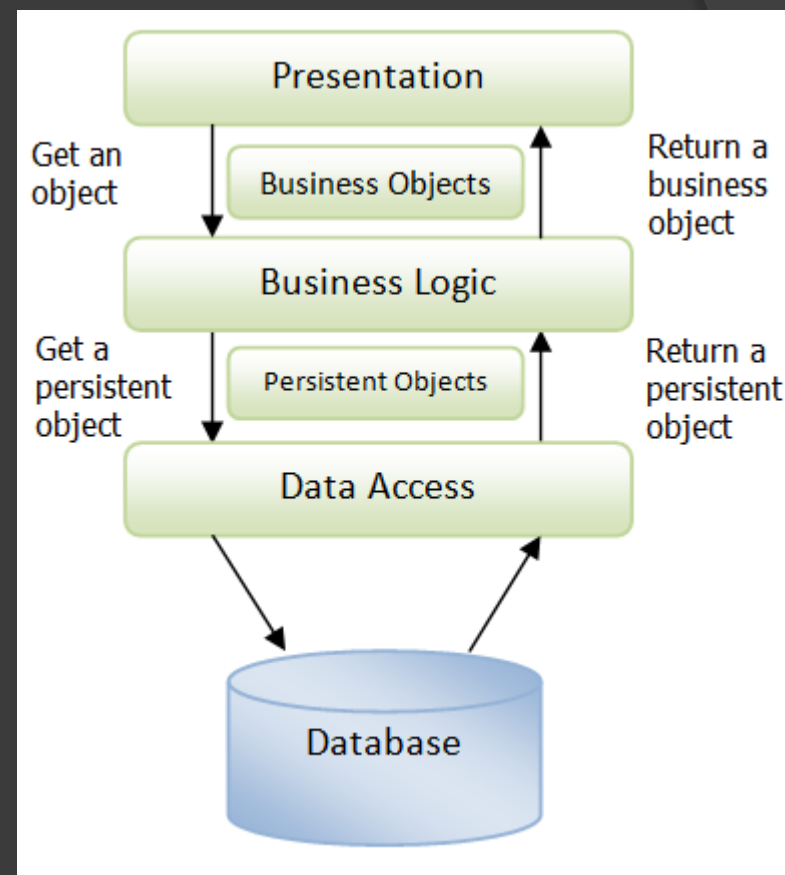 Presentation
Get an
object
Business Objects
Return a
business
object
Business Logic
Get a
persistent
object
Persistent Objects
Return a
persistent
object
Data Access
Database